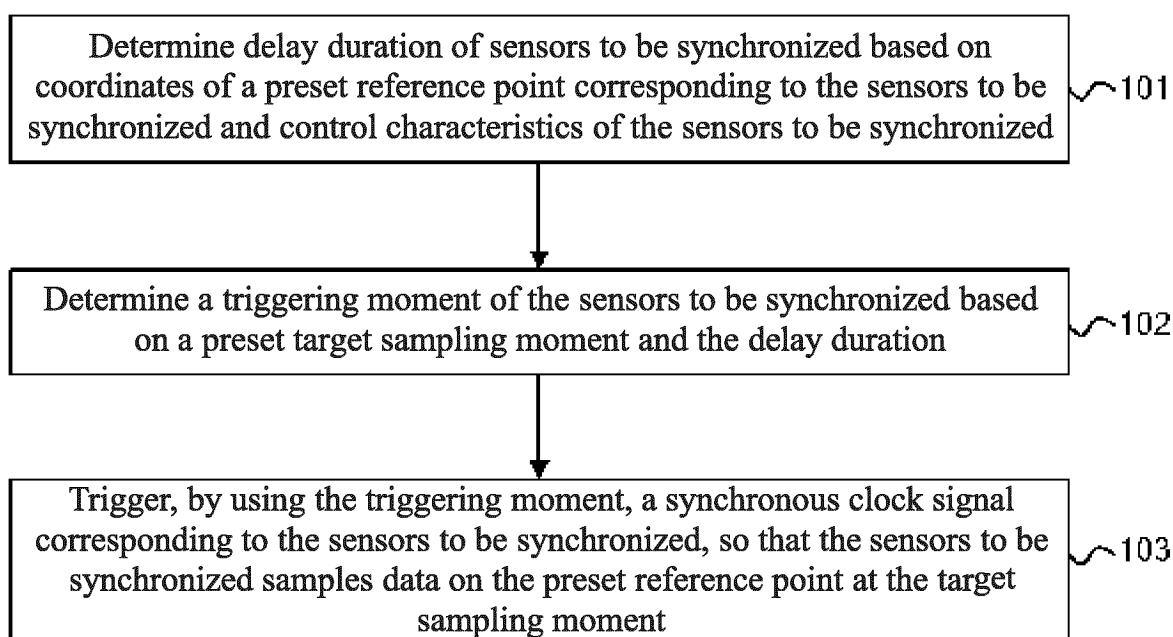 Determine delay duration of sensors to be synchronized based on
coordinates of a preset reference point corresponding to the sensors to be
synchronized and control characteristics of the sensors to be synchronized
101
Determine a triggering moment of the sensors to be synchronized based
on a preset target sampling moment and the delay duration
102
Trigger, by using the triggering moment, a synchronous clock signal
corresponding to the sensors to be synchronized, so that the sensors to be
synchronized samples data on the preset reference point at the target
sampling moment
103